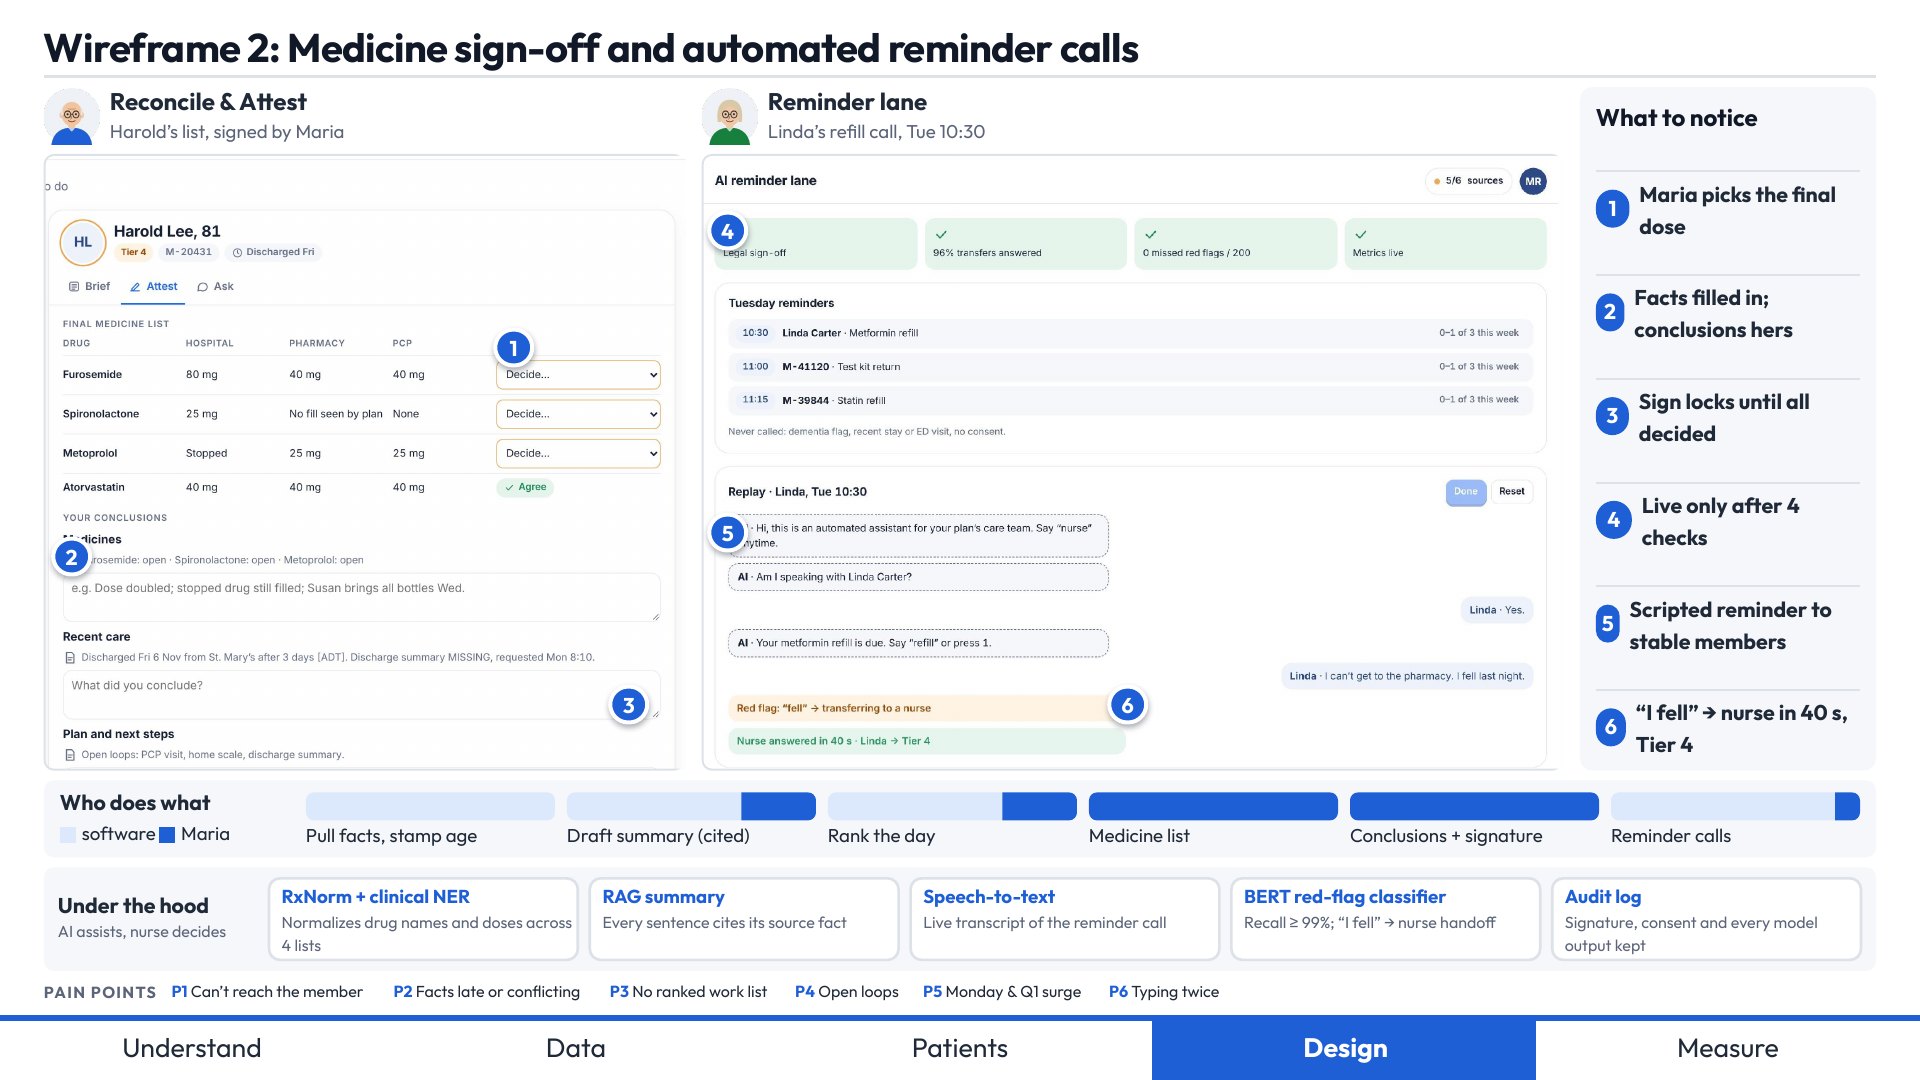 Wireframe 2: Medicine sign-off and automated reminder calls
Reconcile & Attest
Harold's list, signed by Maria
o do
HL
Harold Lee, 81
Tier 4 M-20431 Discharged Fri
Brief Attest Ask
FINAL MEDICINE LIST
DRUG HOSPITAL PHARMACY PCP
1
Furosemide 80 mg 40 mg 40 mg Decide...
Spironolactone 25 mg No fill seen by plan None Decide...
Metoprolol Stopped 25 mg 25 mg Decide...
Atorvastatin 40 mg 40 mg 40 mg Agree
YOUR CONCLUSIONS
Medicines
2
rosemide: open · Spironolactone: open · Metoprolol: open
e.g. Dose doubled; stopped drug still filled; Susan brings all bottles Wed.
Recent care
Discharged Fri 6 Nov from St. Mary's after 3 days [ADT]. Discharge summary MISSING, requested Mon 8:10.
What did you conclude?
3
Plan and next steps
Open loops: PCP visit, home scale, discharge summary.
Reminder lane
Linda's refill call, Tue 10:30
AI reminder lane
5/6 sources MR
4
Legal sign-off
96% transfers answered
0 missed red flags / 200
Metrics live
Tuesday reminders
10:30 Linda Carter · Metformin refill 0–1 of 3 this week
11:00 M-41120 · Test kit return 0–1 of 3 this week
11:15 M-39844 · Statin refill 0–1 of 3 this week
Never called: dementia flag, recent stay or ED visit, no consent.
Replay · Linda, Tue 10:30 Done Reset
5
· Hi, this is an automated assistant for your plan's care team. Say "nurse"
nytime.
AI · Am I speaking with Linda Carter?
Linda · Yes.
AI · Your metformin refill is due. Say "refill" or press 1.
Linda · I can't get to the pharmacy. I fell last night.
Red flag: "fell" → transferring to a nurse
6
Nurse answered in 40 s · Linda → Tier 4
What to notice
1 Maria picks the final
dose
2 Facts filled in;
conclusions hers
3 Sign locks until all
decided
4 Live only after 4
checks
5 Scripted reminder to
stable members
6 "I fell" → nurse in 40 s,
Tier 4
Who does what
software Maria
Pull facts, stamp age
Draft summary (cited)
Rank the day
Medicine list
Conclusions + signature
Reminder calls
Under the hood
AI assists, nurse decides
RxNorm + clinical NER
Normalizes drug names and doses across
4 lists
RAG summary
Every sentence cites its source fact
Speech-to-text
Live transcript of the reminder call
BERT red-flag classifier
Recall ≥ 99%; "I fell" → nurse handoff
Audit log
Signature, consent and every model
output kept
PAIN POINTS P1 Can't reach the member P2 Facts late or conflicting P3 No ranked work list P4 Open loops P5 Monday & Q1 surge P6 Typing twice
Understand Data Patients Design Measure